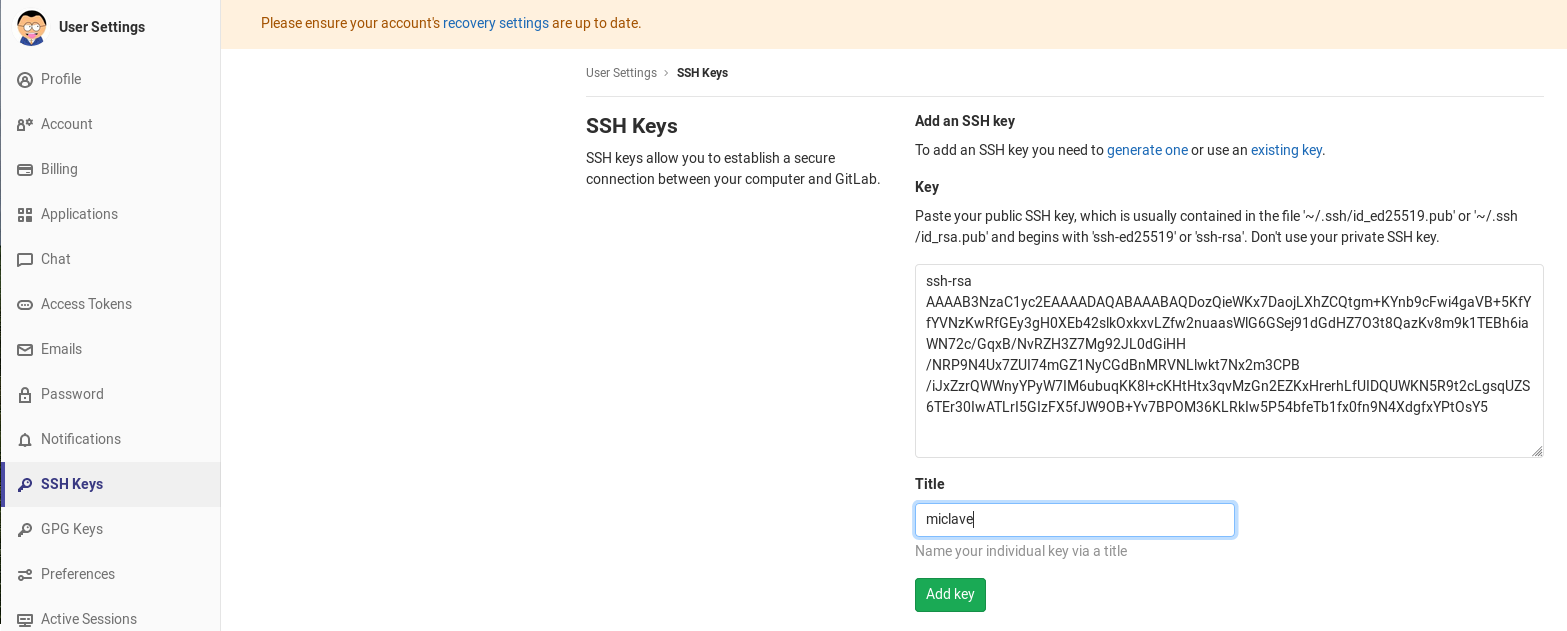 User Settings
Profile
Account
Billing
Applications
Chat
Access Tokens
Emails
Password
Notifications
SSH Keys
GPG Keys
Preferences
Active Sessions
Please ensure your account's recovery settings are up to date.
User Settings › SSH Keys
SSH Keys
SSH keys allow you to establish a secure
connection between your computer and GitLab.
Add an SSH key
To add an SSH key you need to generate one or use an existing key.
Key
Paste your public SSH key, which is usually contained in the file '~/.ssh/id_ed25519.pub' or '~/.ssh
/id_rsa.pub' and begins with 'ssh-ed25519' or 'ssh-rsa'. Don't use your private SSH key.
ssh-rsa
AAAAB3NzaC1yc2EAAAADAQABAAABAQDozQieWKx7DaojLXhZCQtgm+KYnb9cFwi4gaVB+5KfY
fYVNzKwRfGEy3gH0XEb42slkOxkxvLZfw2nuaasWlG6GSej91dGdHZ7O3t8QazKv8m9k1TEBh6ia
WN72c/GqxB/NvRZH3Z7Mg92JL0dGiHH
/NRP9N4Ux7ZUI74mGZ1NyCGdBnMRVNLlwkt7Nx2m3CPB
/iJxZzrQWWnyYPyW7IM6ubuqKK8l+cKHtHtx3qvMzGn2EZKxHrerhLfUIDQUWKN5R9t2cLgsqUZS
6TEr30IwATLrI5GIzFX5fJW9OB+Yv7BPOM36KLRkIw5P54bfeTb1fx0fn9N4XdgfxYPtOsY5
Title
miclave
Name your individual key via a title
Add key